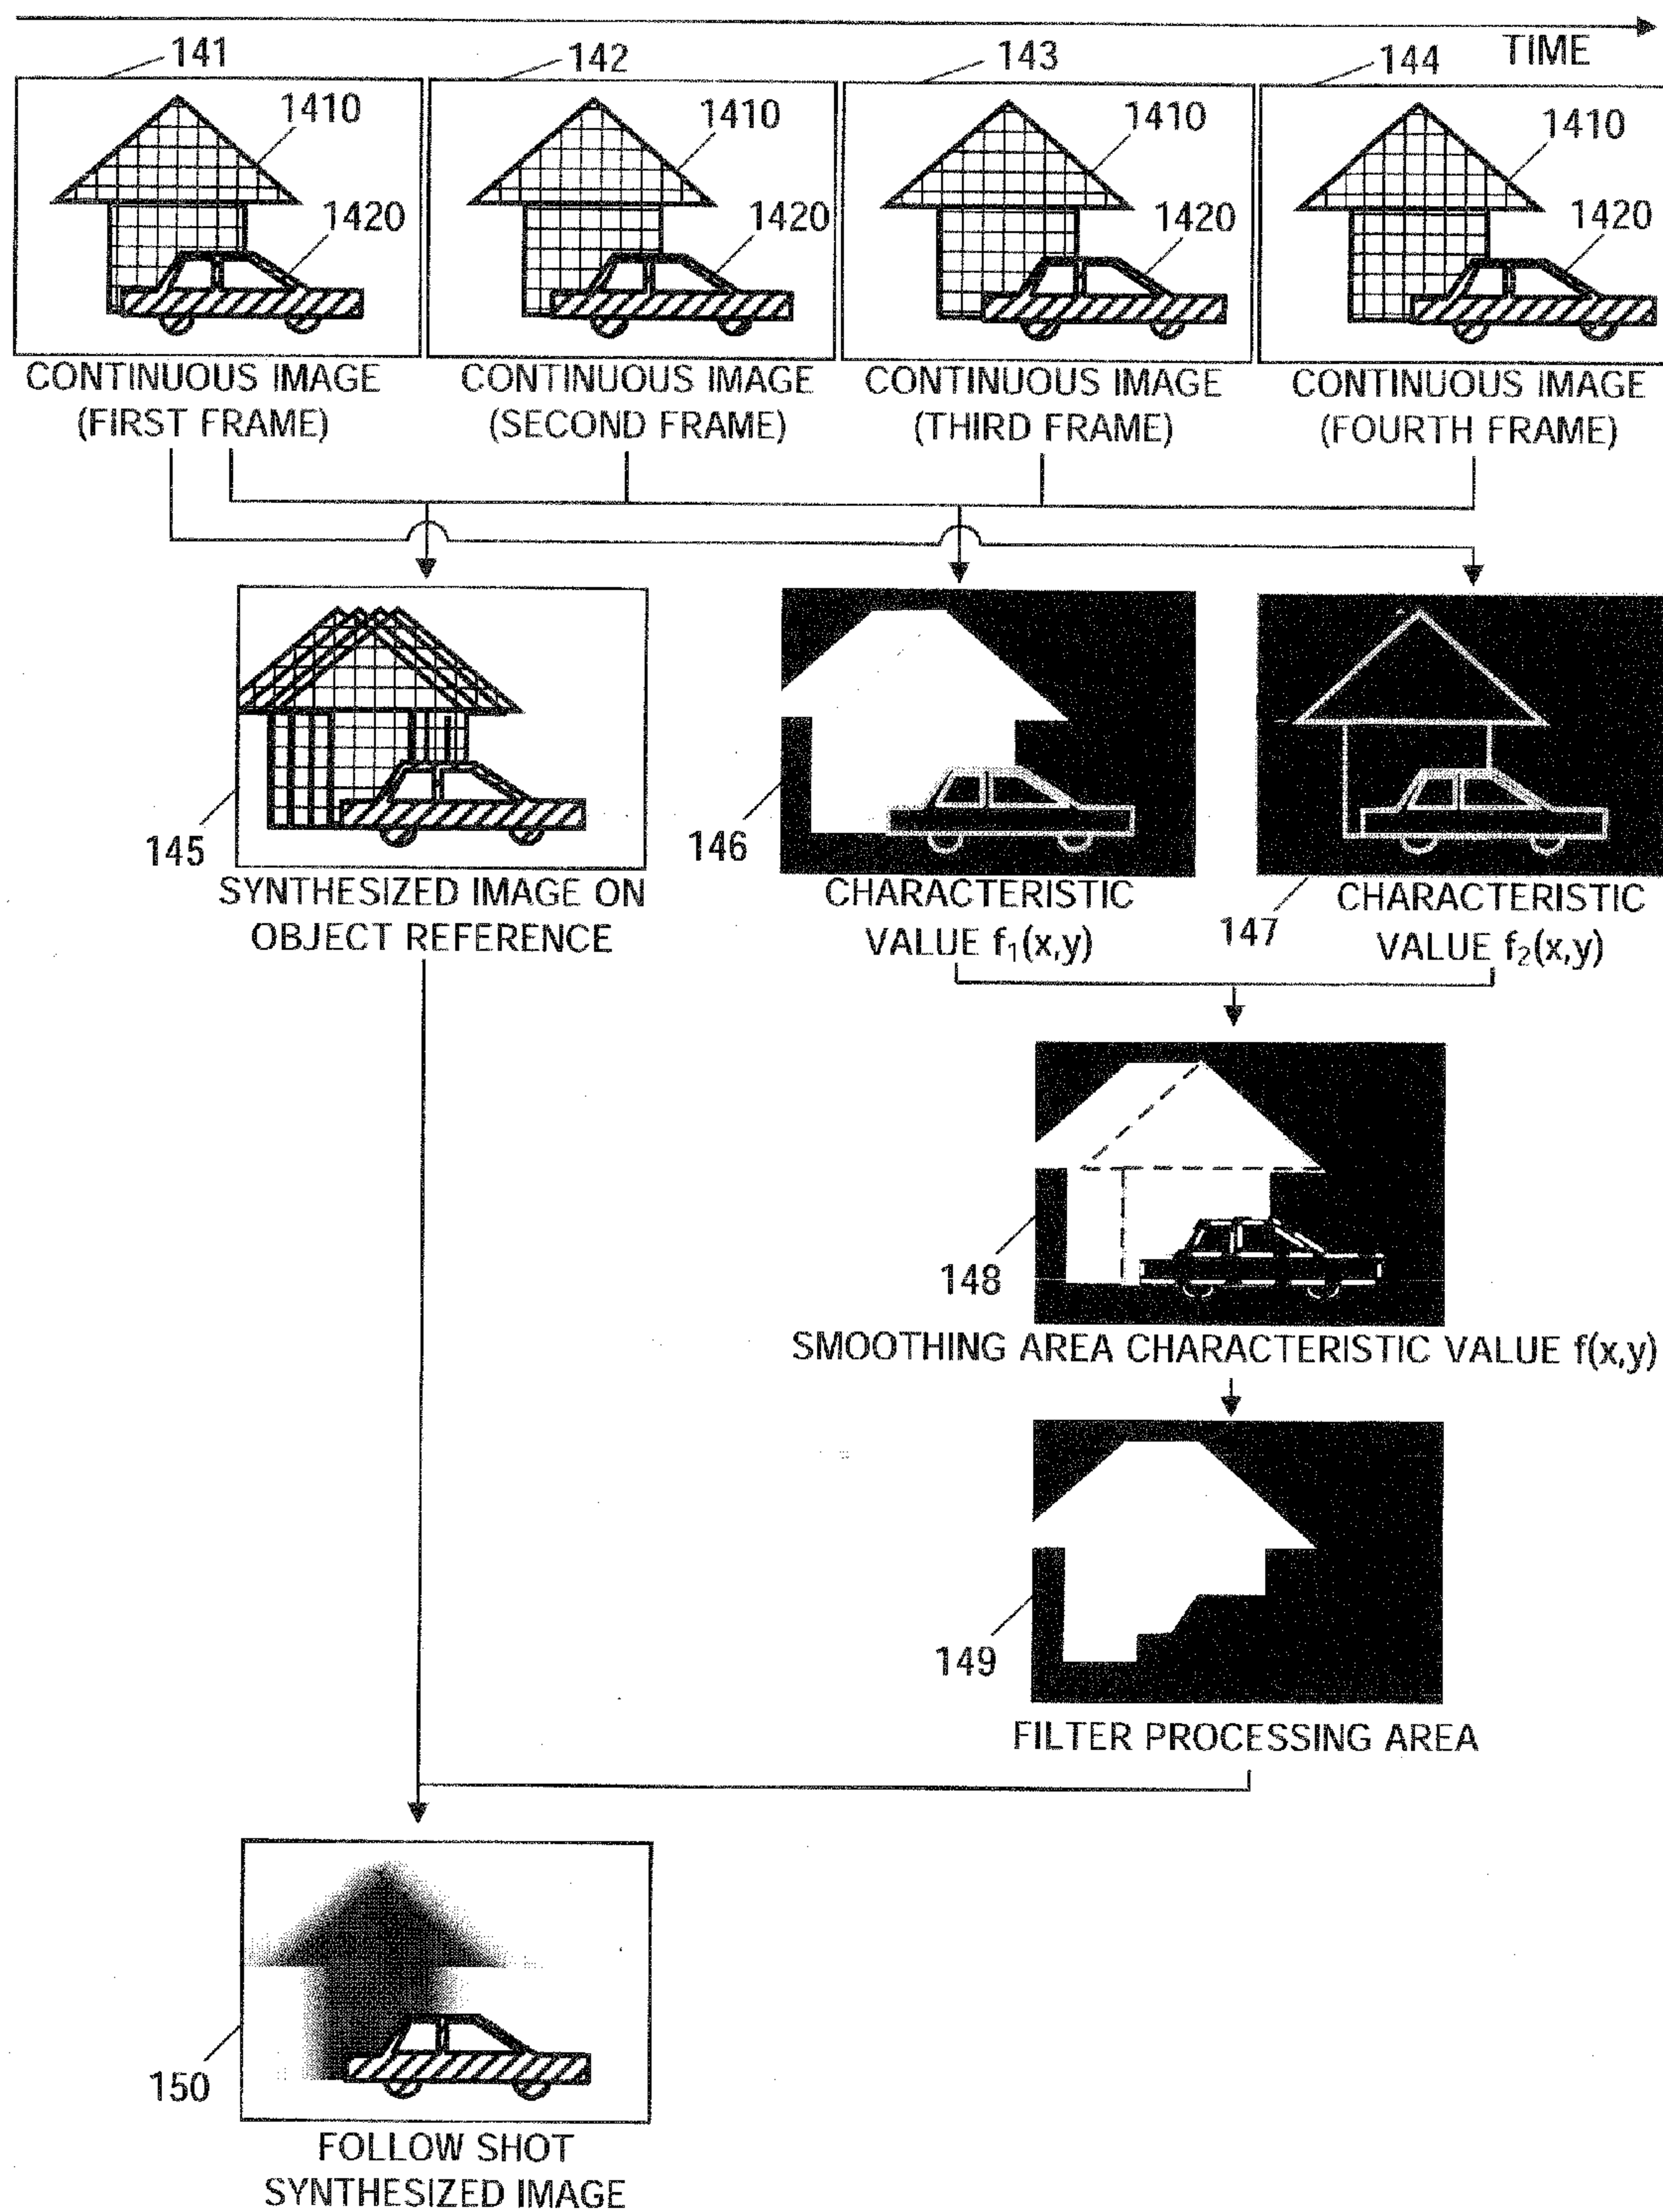 TIME
141
142
143
144
1410
1410
1410
1410
1420
1420
1420
1420
CONTINUOUS IMAGE
(FIRST FRAME)
CONTINUOUS IMAGE
(SECOND FRAME)
CONTINUOUS IMAGE
(THIRD FRAME)
CONTINUOUS IMAGE
(FOURTH FRAME)
145
SYNTHESIZED IMAGE ON
OBJECT REFERENCE
146
CHARACTERISTIC
VALUE f₁(x,y)
147
CHARACTERISTIC
VALUE f₂(x,y)
148
SMOOTHING AREA CHARACTERISTIC VALUE f(x,y)
149
FILTER PROCESSING AREA
150
FOLLOW SHOT
SYNTHESIZED IMAGE